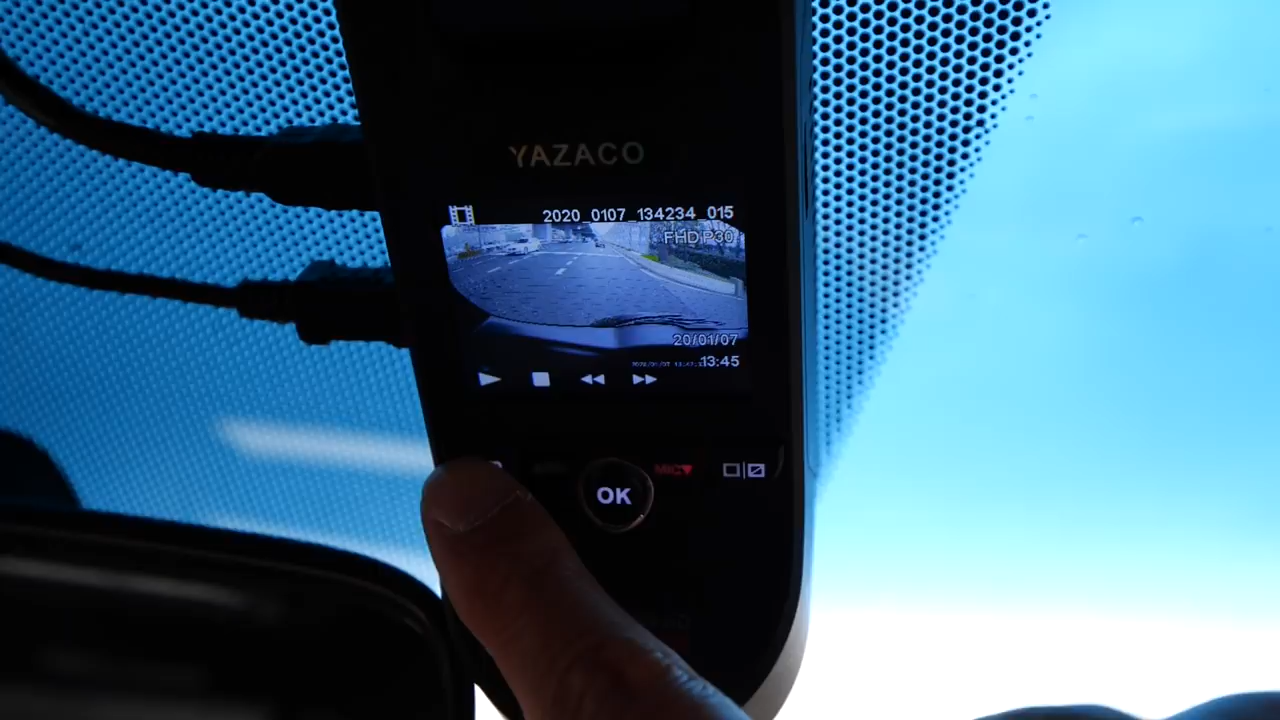 YAZACO
2020_0107_134234_015
FHD P30
20/01/07
13:45
MIC▼
OK